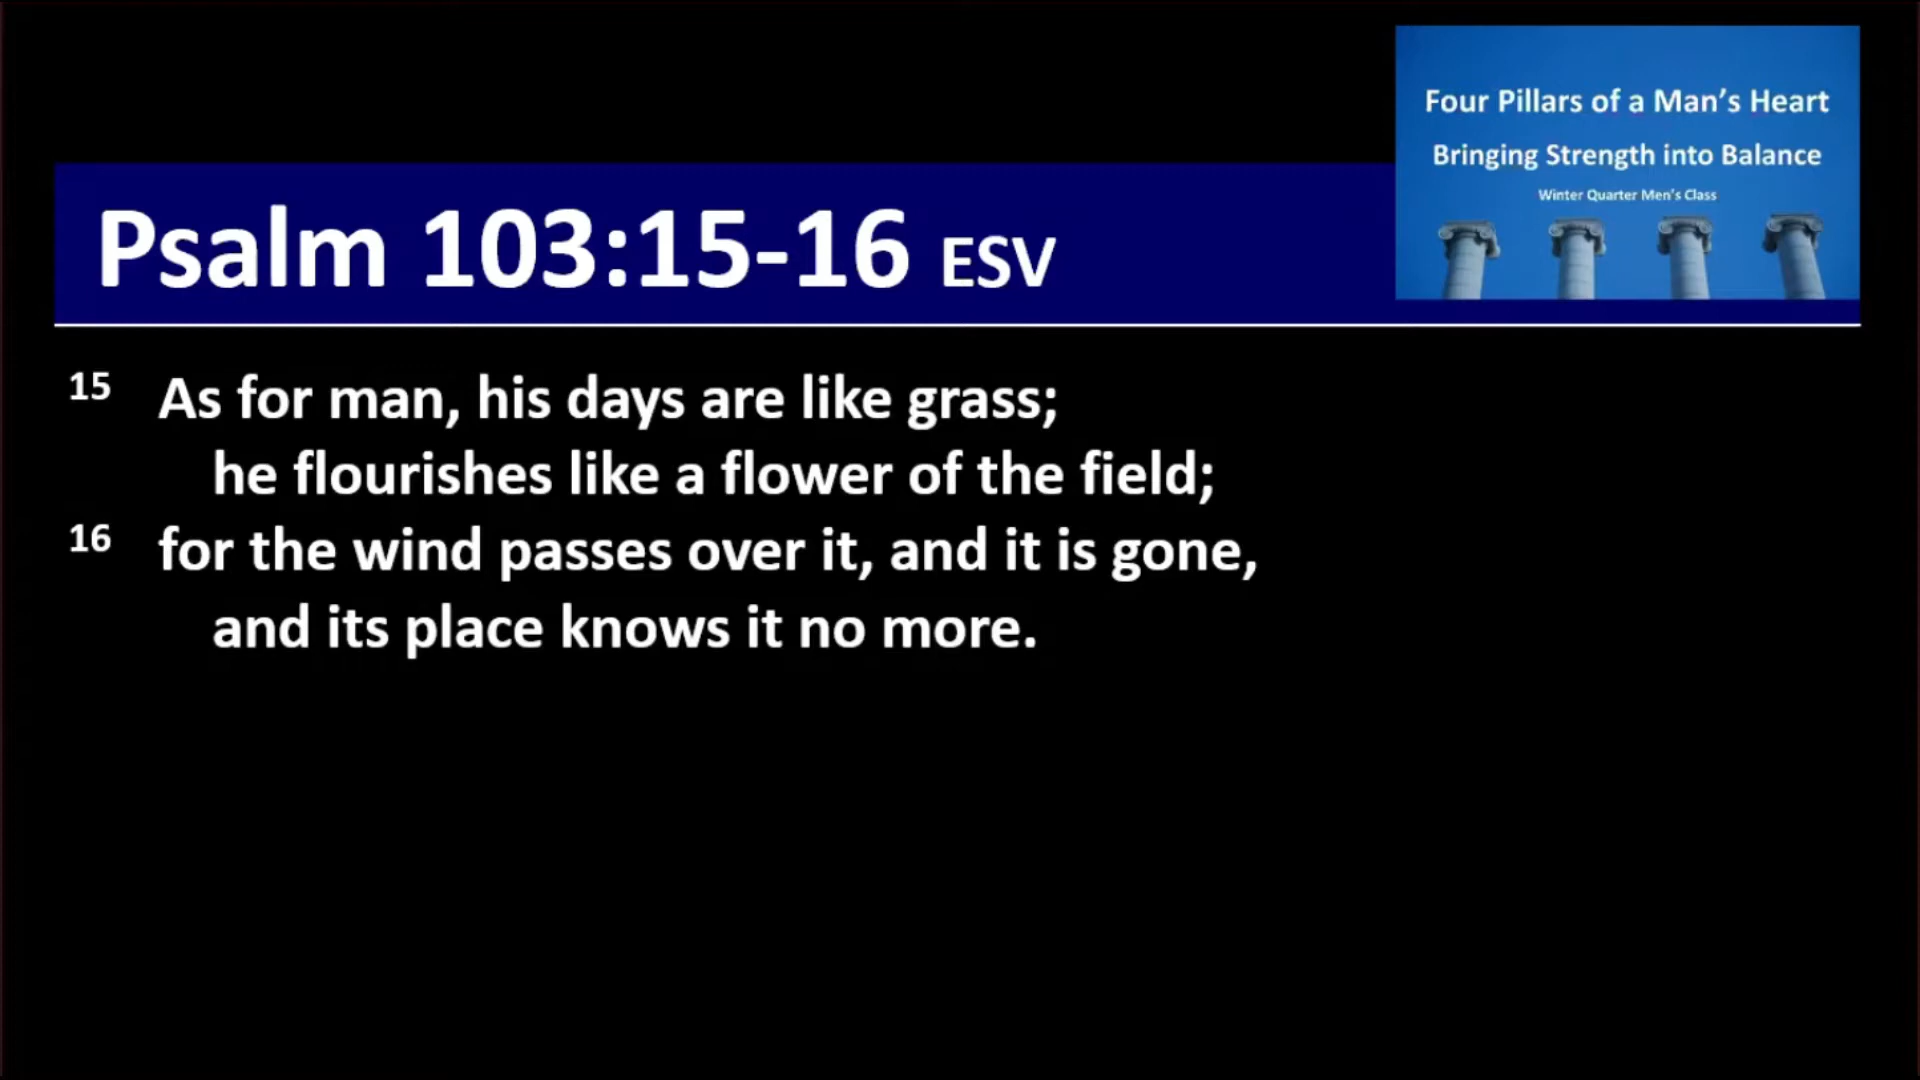 Four Pillars of a Man's Heart
Bringing Strength into Balance
Winter Quarter Men's Class
Psalm 103:15-16 ESV
15 As for man, his days are like grass;
he flourishes like a flower of the field;
16 for the wind passes over it, and it is gone,
and its place knows it no more.